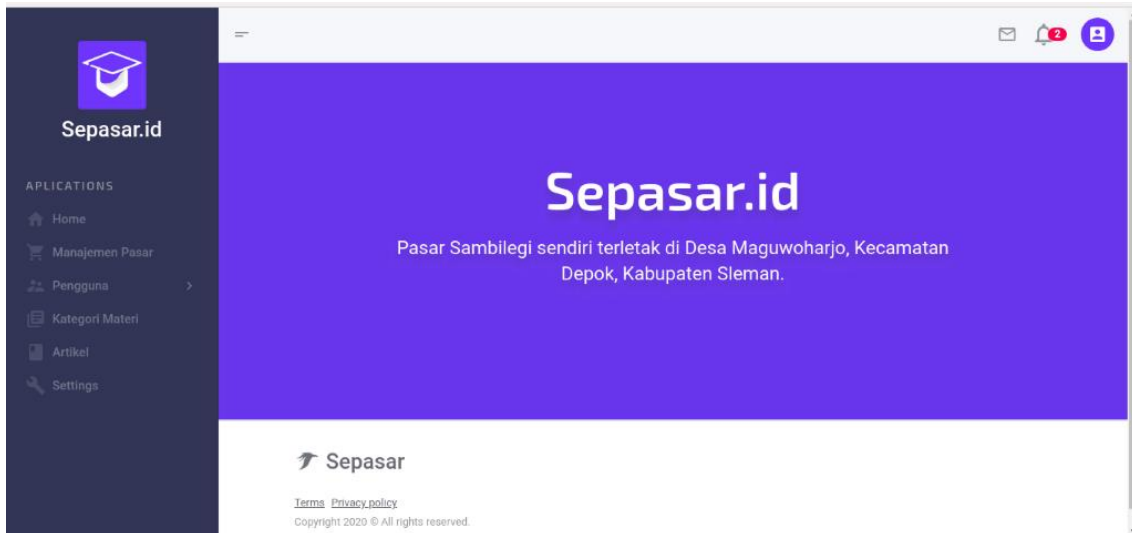 Sepasar.id
APLICATIONS
Home
Manajemen Pasar
Pengguna
Kategori Materi
Artikel
Settings
2
Sepasar.id
Pasar Sambilegi sendiri terletak di Desa Maguwoharjo, Kecamatan
Depok, Kabupaten Sleman.
Sepasar
Terms Privacy policy
Copyright 2020 © All rights reserved.